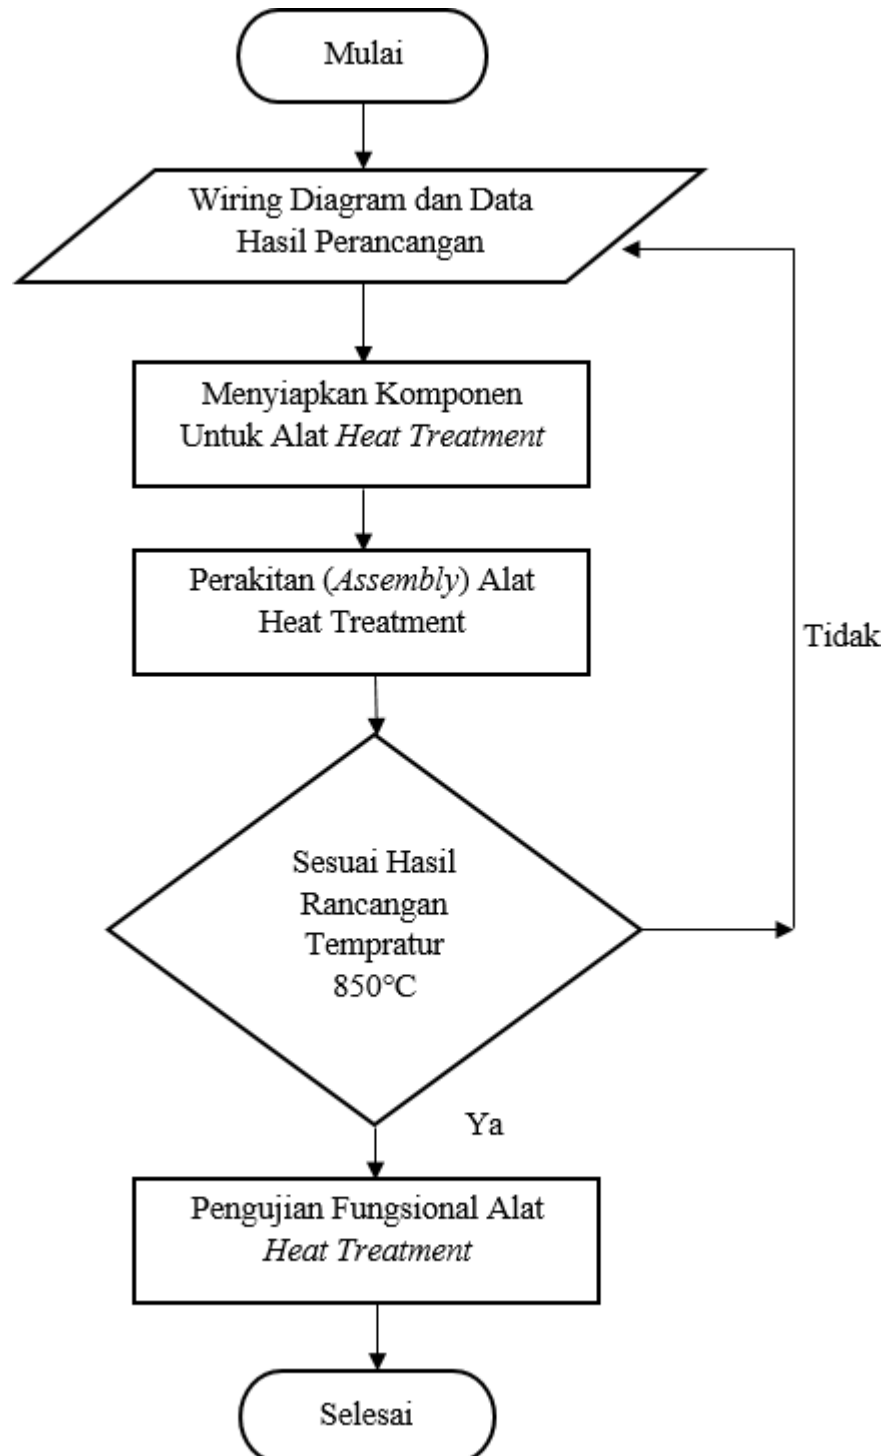 Mulai
Wiring Diagram dan Data
Hasil Perancangan
Menyiapkan Komponen
Untuk Alat Heat Treatment
Perakitan (Assembly) Alat
Heat Treatment
Tidak
Sesuai Hasil
Rancangan
Tempratur
850°C
Ya
Pengujian Fungsional Alat
Heat Treatment
Selesai